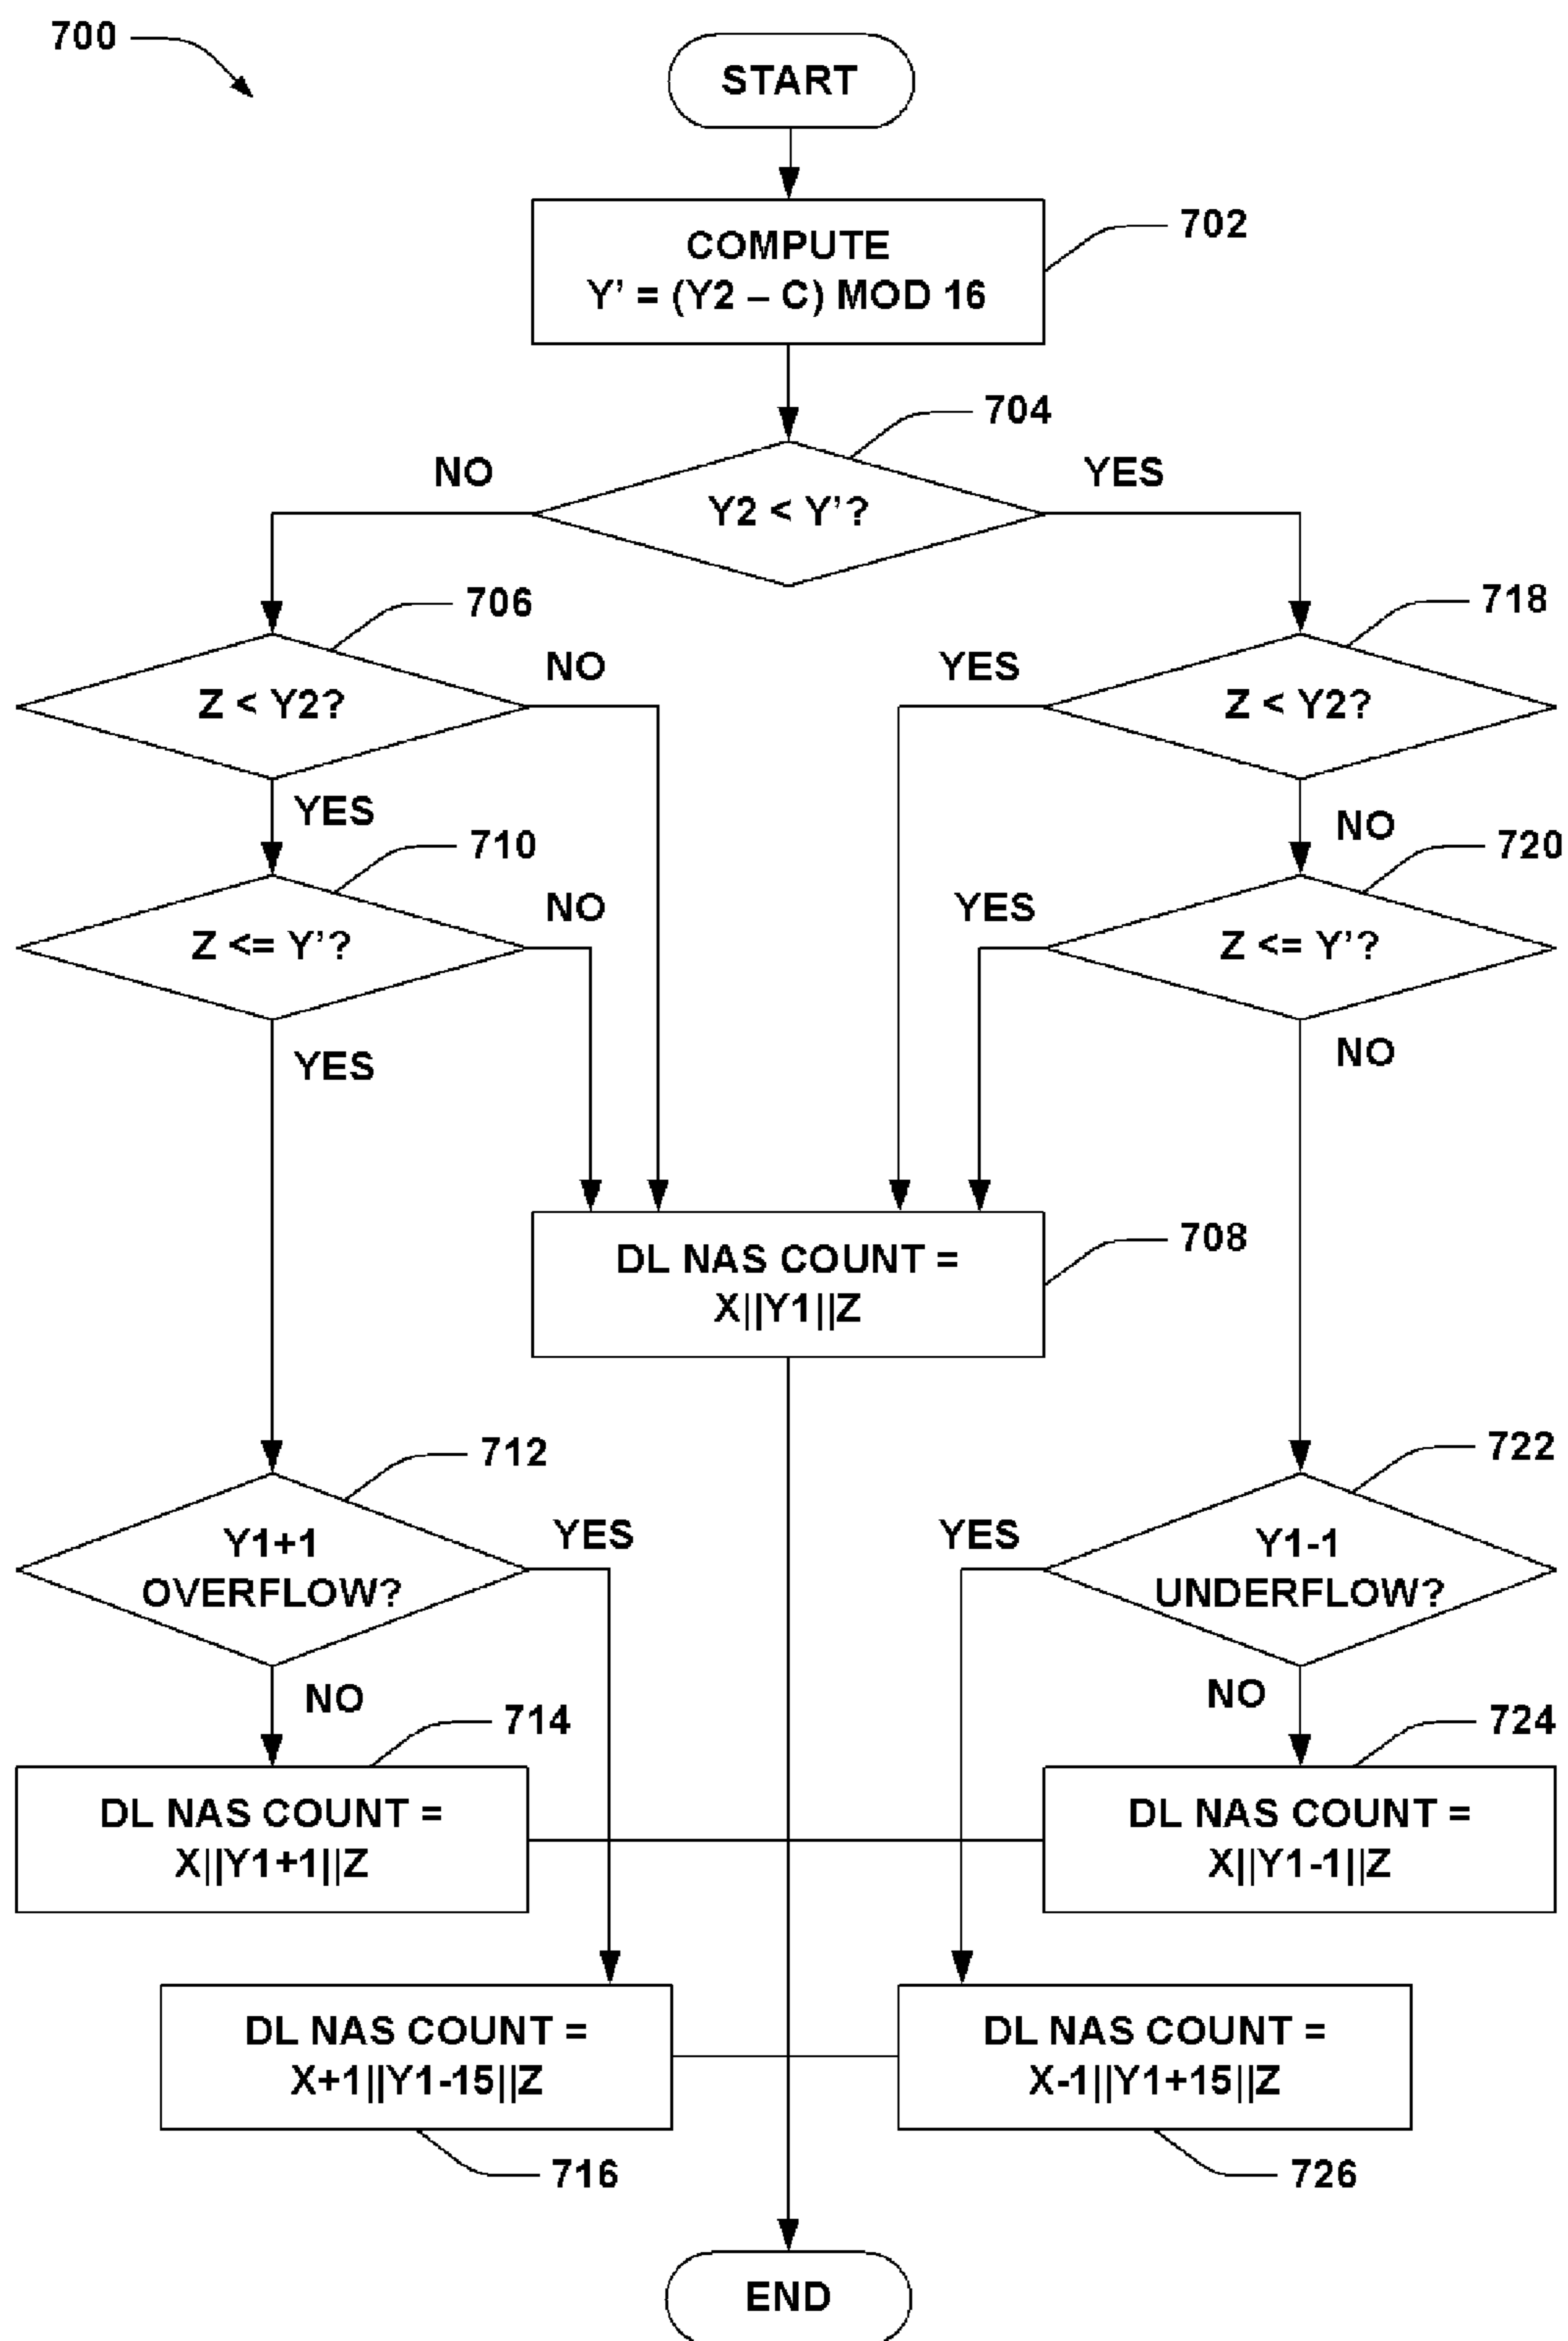 700
START
COMPUTE
Y' = (Y2 – C) MOD 16
702
704
NO
YES
Y2 < Y'?
706
718
NO
YES
Z < Y2?
Z < Y2?
YES
NO
710
720
NO
YES
Z <= Y'?
Z <= Y'?
YES
NO
DL NAS COUNT =
X||Y1||Z
708
712
722
YES
YES
Y1+1
OVERFLOW?
Y1-1
UNDERFLOW?
NO
NO
714
724
DL NAS COUNT =
X||Y1+1||Z
DL NAS COUNT =
X||Y1-1||Z
DL NAS COUNT =
X+1||Y1-15||Z
DL NAS COUNT =
X-1||Y1+15||Z
716
726
END